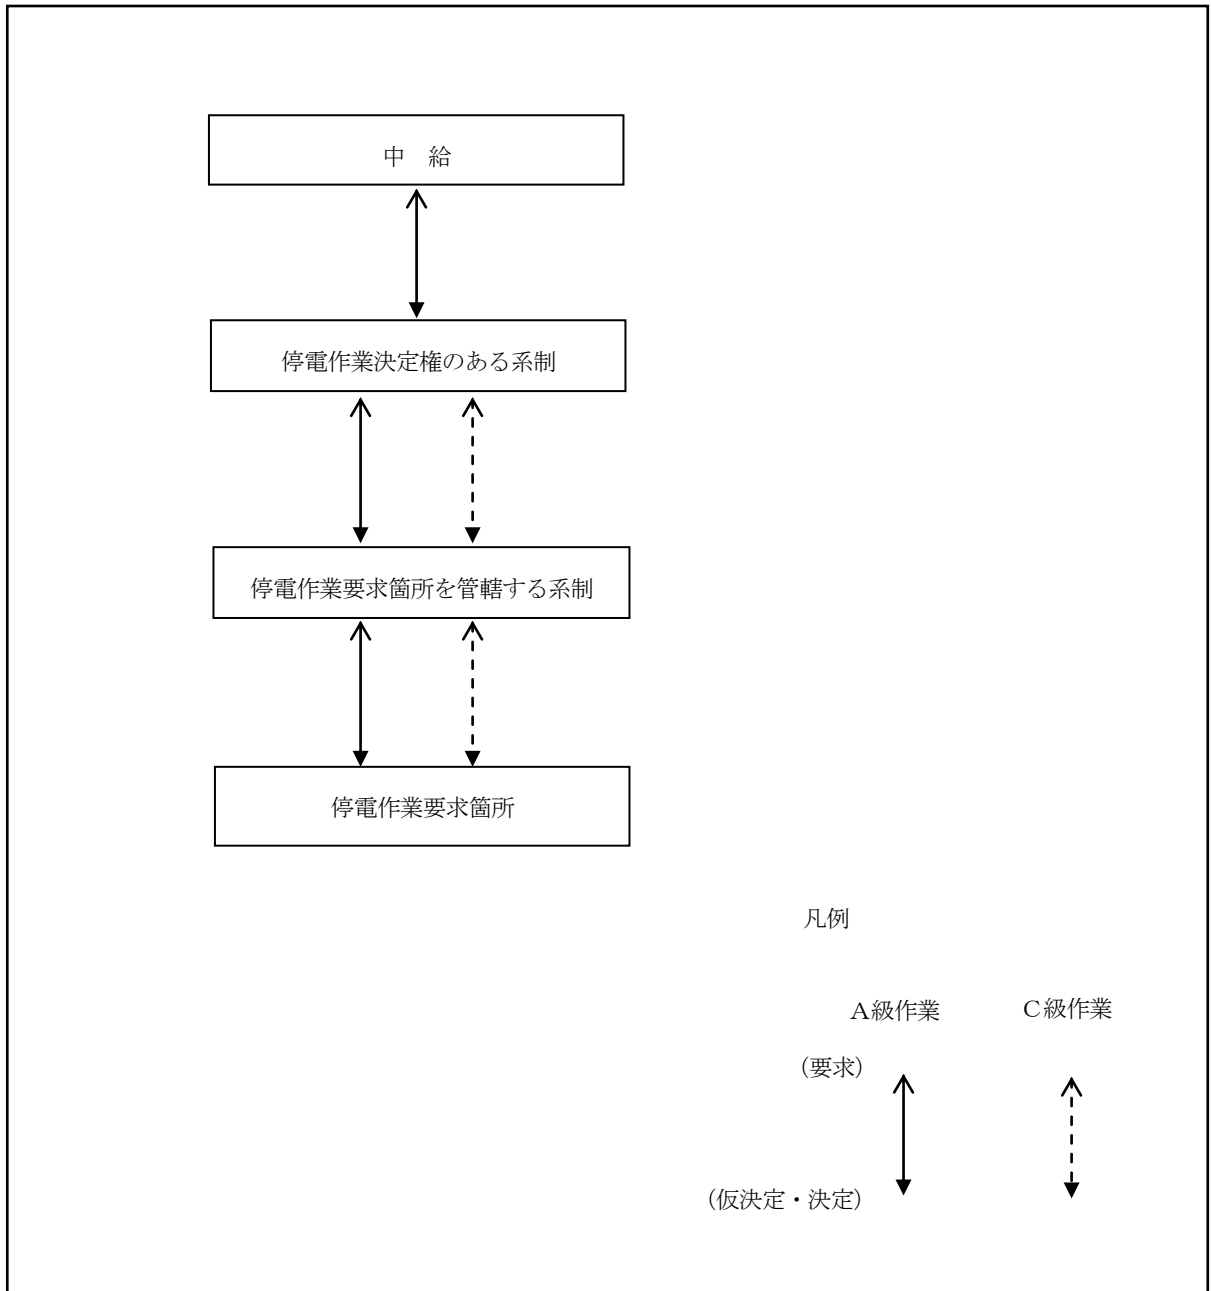 中　給
停電作業決定権のある系制
停電作業要求箇所を管轄する系制
停電作業要求箇所
凡例
Ａ級作業　Ｃ級作業
（要求）
（仮決定・決定）